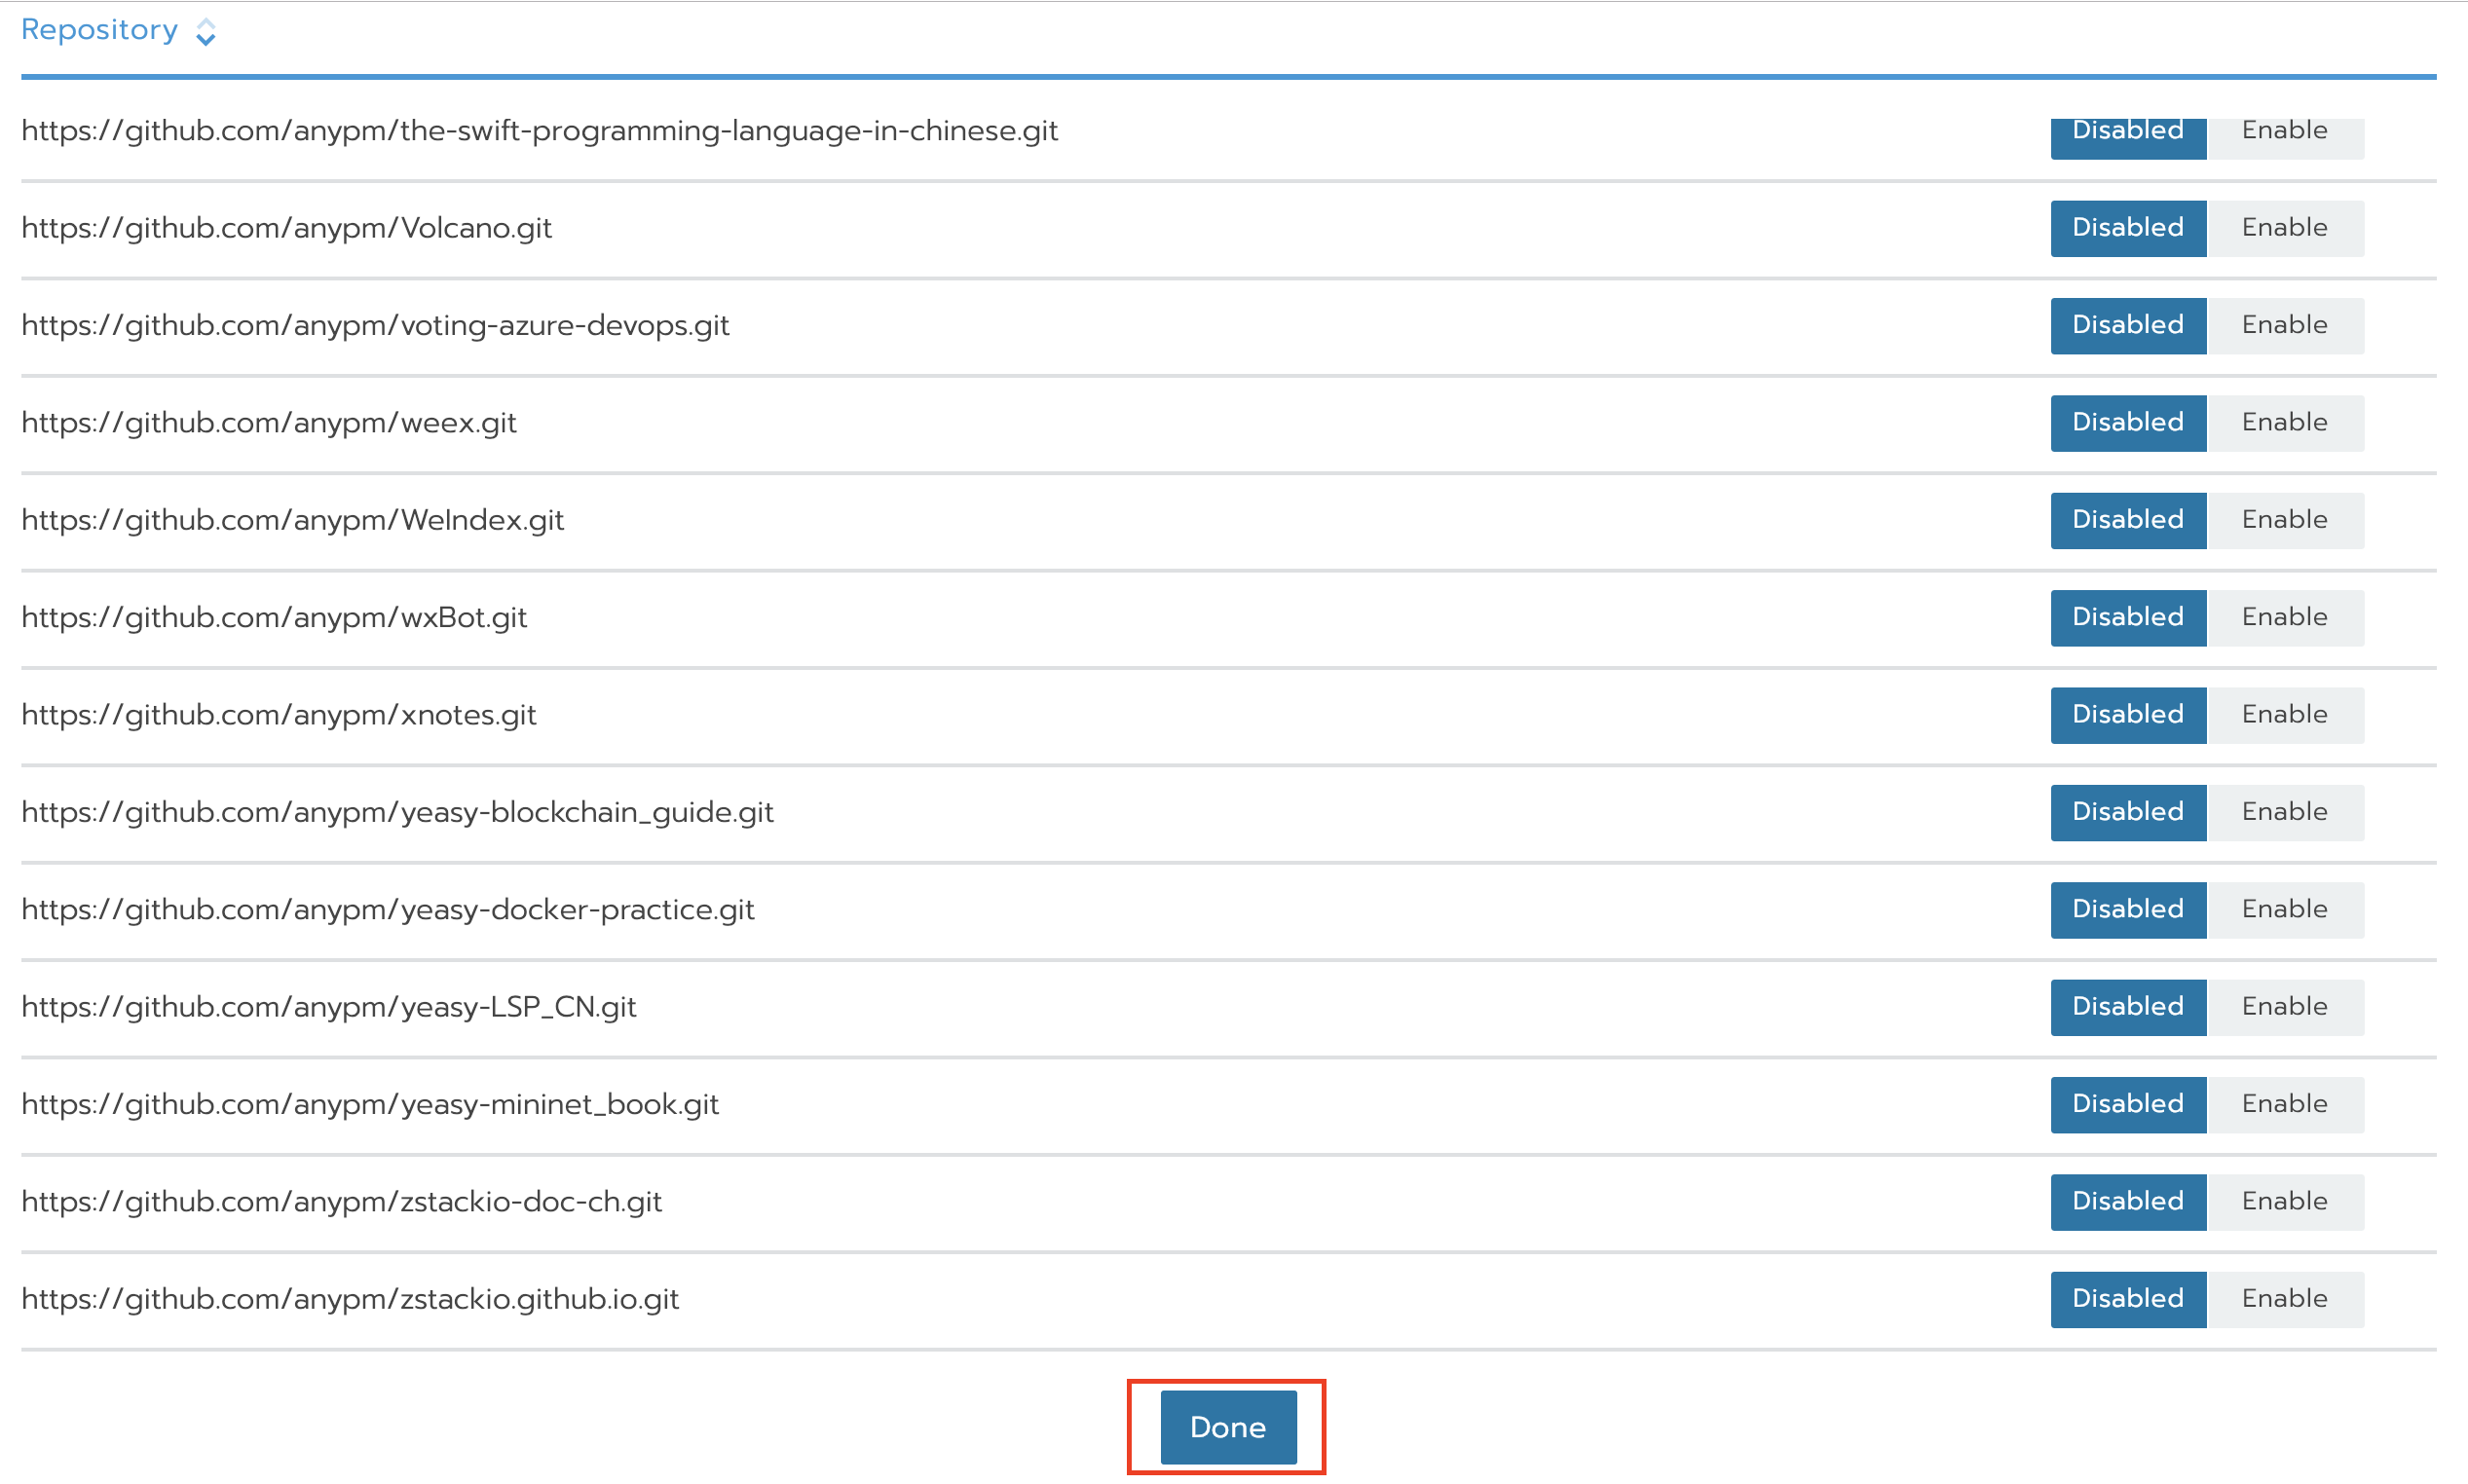 Repository
https://github.com/anypm/the-swift-programming-language-in-chinese.git Disabled Enable
https://github.com/anypm/Volcano.git Disabled Enable
https://github.com/anypm/voting-azure-devops.git Disabled Enable
https://github.com/anypm/weex.git Disabled Enable
https://github.com/anypm/WeIndex.git Disabled Enable
https://github.com/anypm/wxBot.git Disabled Enable
https://github.com/anypm/xnotes.git Disabled Enable
https://github.com/anypm/yeasy-blockchain_guide.git Disabled Enable
https://github.com/anypm/yeasy-docker-practice.git Disabled Enable
https://github.com/anypm/yeasy-LSP_CN.git Disabled Enable
https://github.com/anypm/yeasy-mininet_book.git Disabled Enable
https://github.com/anypm/zstackio-doc-ch.git Disabled Enable
https://github.com/anypm/zstackio.github.io.git Disabled Enable
Done